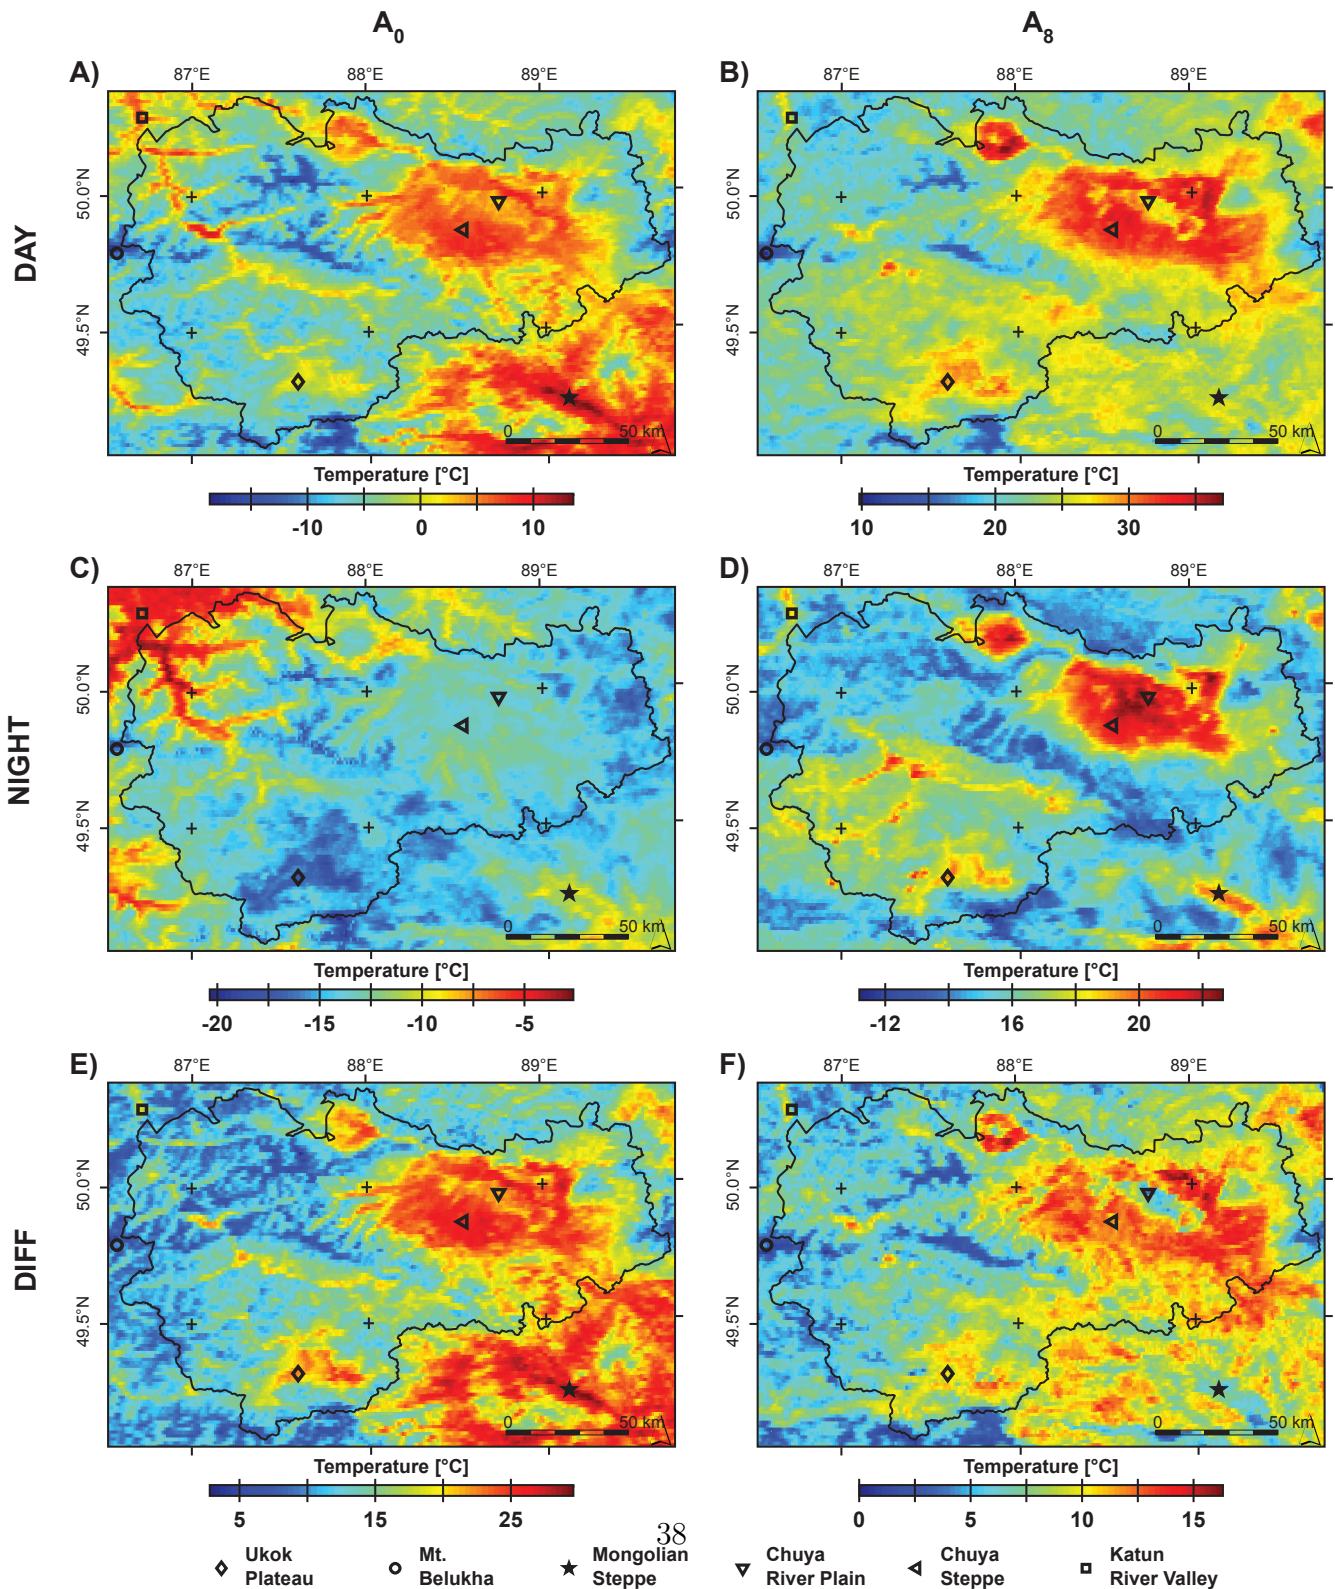 A0 A8
A) B)
87°E 88°E 89°E 87°E 88°E 89°E
DAY
50.0°N 50.0°N
49.5°N 49.5°N
0 50 km 0 50 km
Temperature [°C] Temperature [°C]
-10 0 10 10 20 30
C) D)
87°E 88°E 89°E 87°E 88°E 89°E
NIGHT
50.0°N 50.0°N
49.5°N 49.5°N
0 50 km 0 50 km
Temperature [°C] Temperature [°C]
-20 -15 -10 -5 -12 16 20
E) F)
87°E 88°E 89°E 87°E 88°E 89°E
DIFF
50.0°N 50.0°N
49.5°N 49.5°N
0 50 km 0 50 km
Temperature [°C] Temperature [°C]
5 15 25 0 5 10 15
38
Ukok Mt. Mongolian Chuya Chuya Katun
Plateau Belukha Steppe River Plain Steppe River Valley